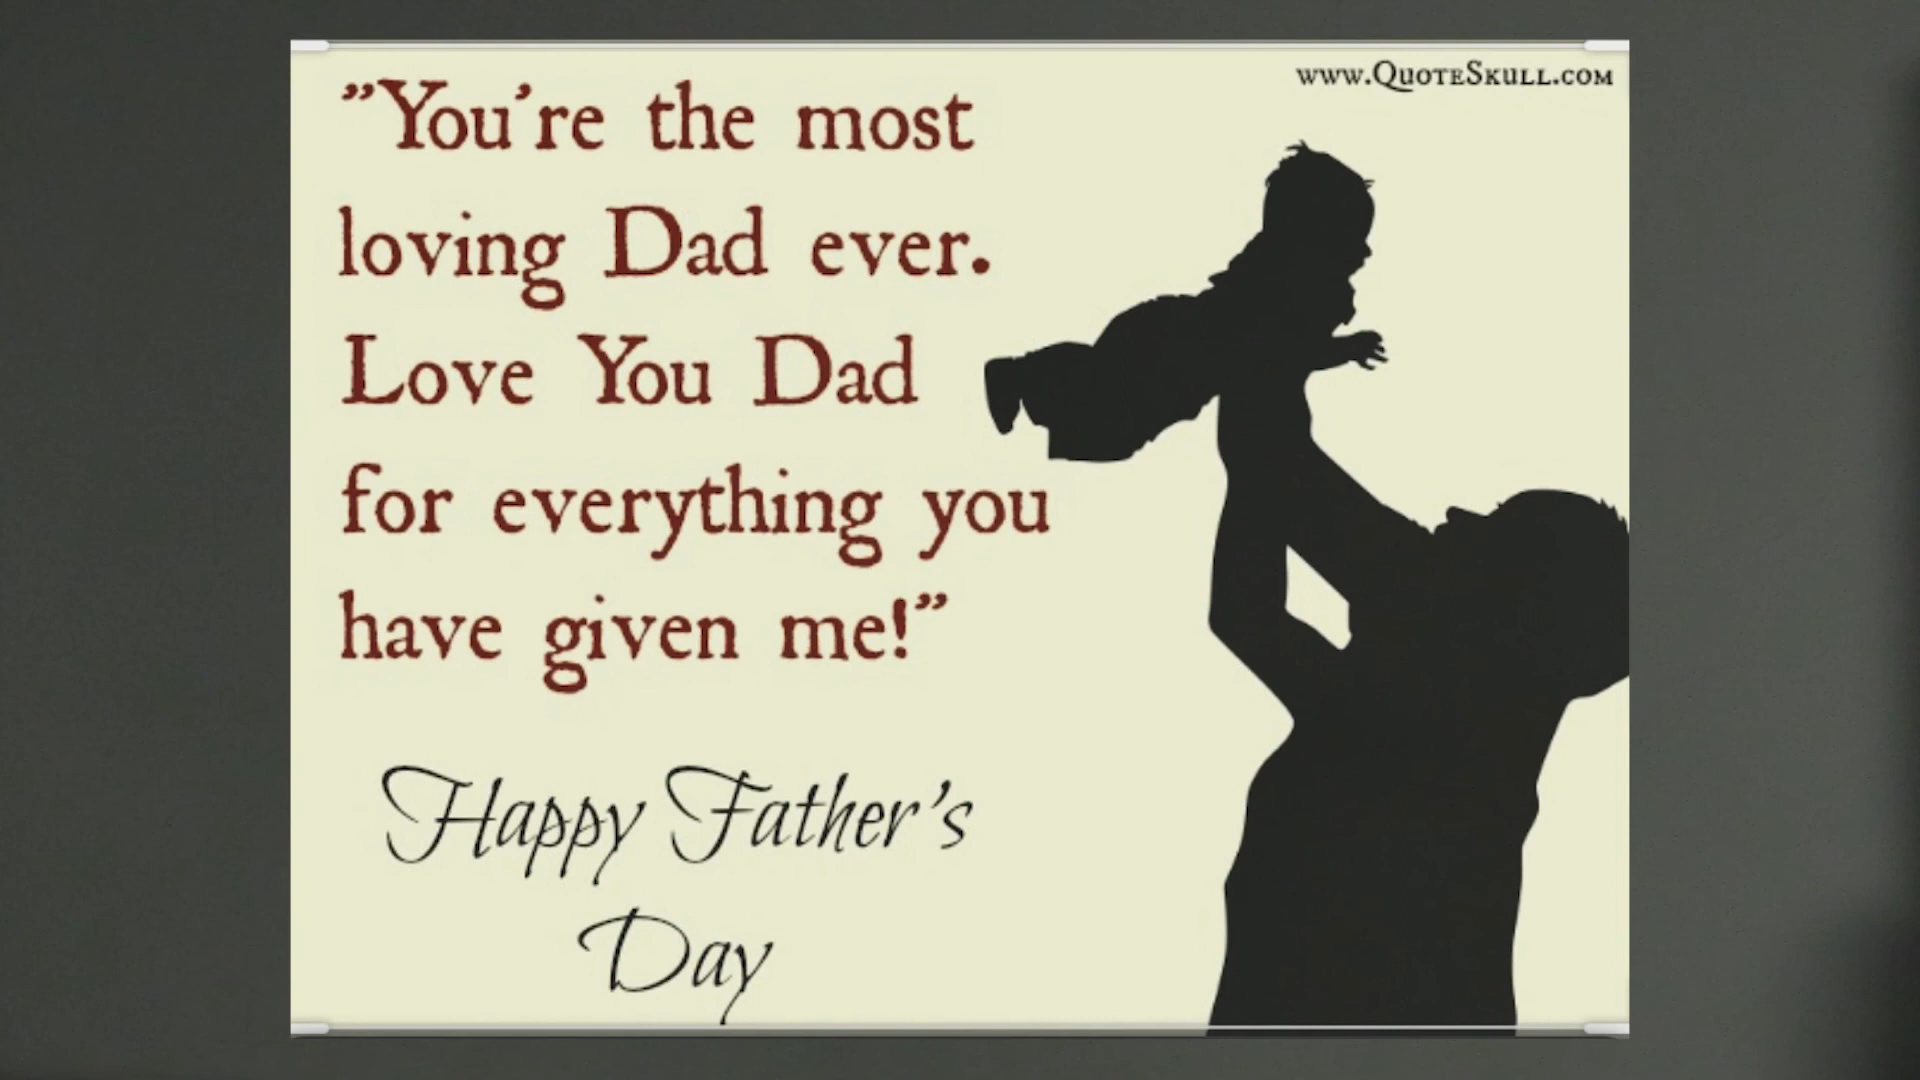 www.QuoteSkull.com
"You're the most
loving Dad ever.
Love You Dad
for everything you
have given me!"
Happy Father's
Day